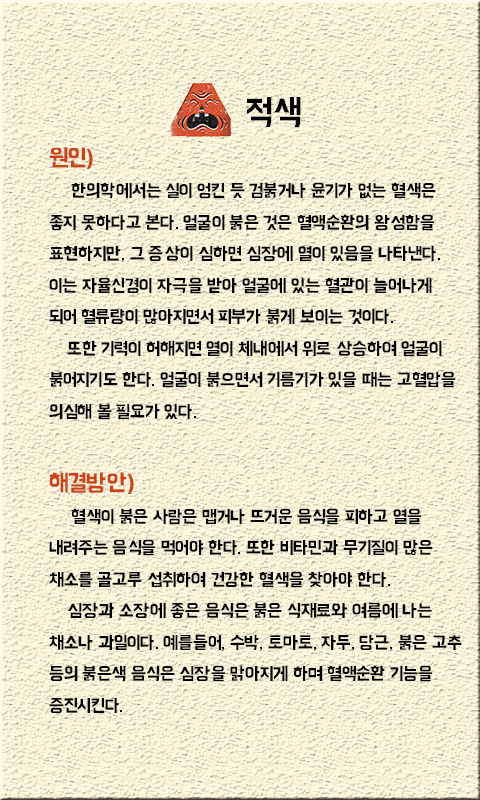 적색
원인)
한의학에서는 실이 엉킨 듯 검붉거나 윤기가 없는 혈색은
좋지 못하다고 본다. 얼굴이 붉은 것은 혈액순환의 왕성함을
표현하지만, 그 증상이 심하면 심장에 열이 있음을 나타낸다.
이는 자율신경이 자극을 받아 얼굴에 있는 혈관이 늘어나게
되어 혈류량이 많아지면서 피부가 붉게 보이는 것이다.
또한 기력이 허해지면 열이 체내에서 위로 상승하여 얼굴이
붉어지기도 한다. 얼굴이 붉으면서 기름기가 있을 때는 고혈압을
의심해 볼 필요가 있다.
해결방안)
혈색이 붉은 사람은 맵거나 뜨거운 음식을 피하고 열을
내려주는 음식을 먹어야 한다. 또한 비타민과 무기질이 많은
채소를 골고루 섭취하여 건강한 혈색을 찾아야 한다.
심장과 소장에 좋은 음식은 붉은 식재료와 여름에 나는
채소나 과일이다. 예를들어, 수박, 토마토, 자두, 당근, 붉은 고추
등의 붉은색 음식은 심장을 맑아지게 하며 혈액순환 기능을
증진시킨다.